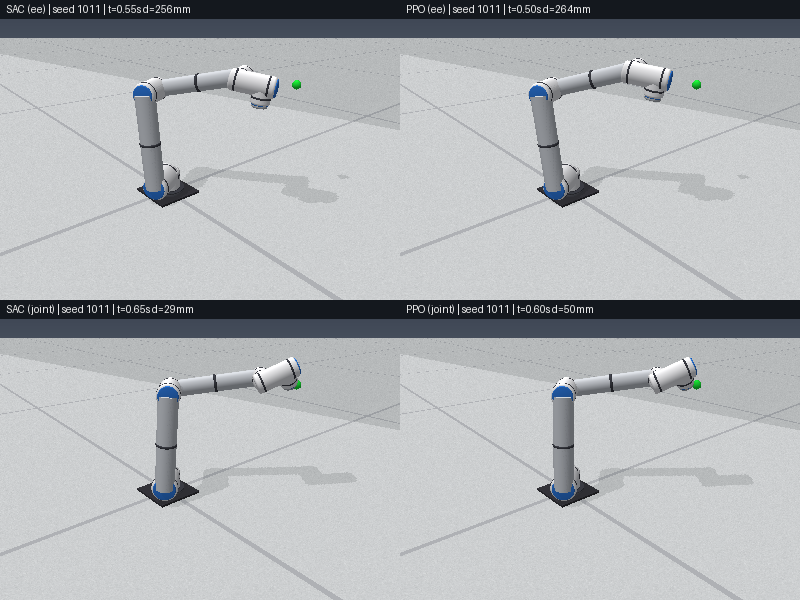 SAC (ee) | seed 1011 | t=0.55s d=256mm
PPO (ee) | seed 1011 | t=0.50s d=264mm
SAC (joint) | seed 1011 | t=0.65s d=29mm
PPO (joint) | seed 1011 | t=0.60s d=50mm